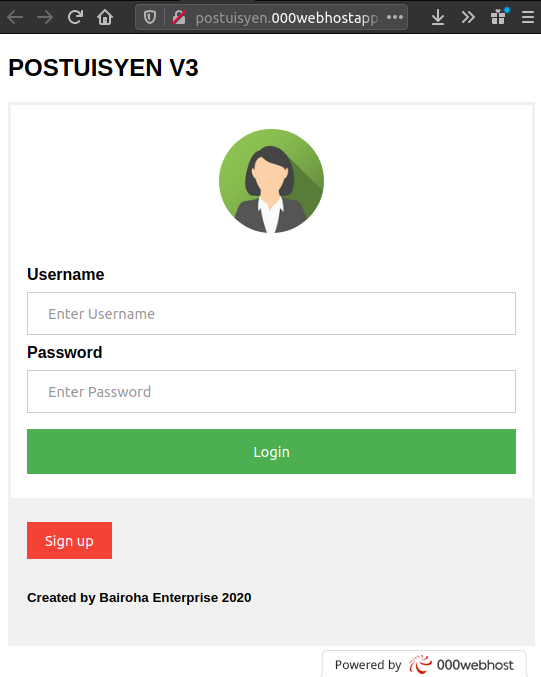 postuisyen.000webhostapp
POSTUISYEN V3
Username
Enter Username
Password
Enter Password
Login
Sign up
Created by Bairoha Enterprise 2020
Powered by 000webhost